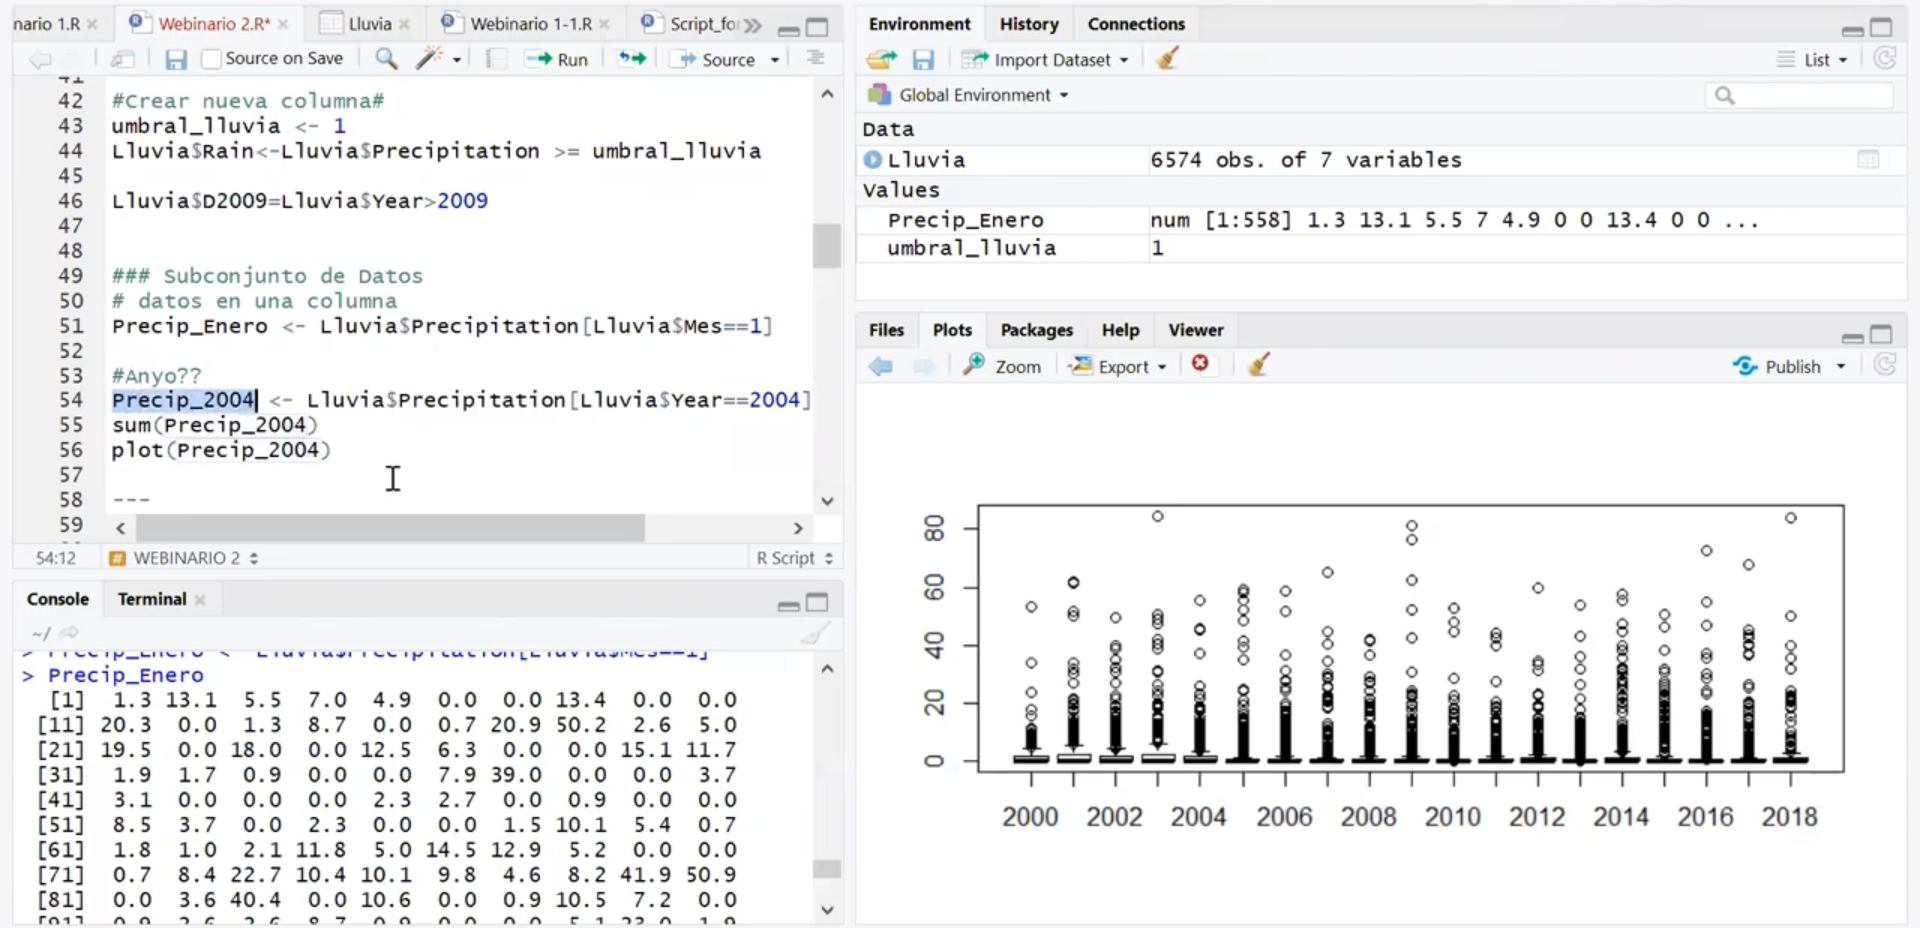 nario 1.R
Webinario 2.R*
Lluvia
Webinario 1-1.R
Script_fo
Source on Save
Run
Source
41
42 #Crear nueva columna#
43 umbral_lluvia <- 1
44 Lluvia$Rain<-Lluvia$Precipitation >= umbral_lluvia
45
46 Lluvia$D2009=Lluvia$Year>2009
47
48
49 ### Subconjunto de Datos
50 # datos en una columna
51 Precip_Enero <- Lluvia$Precipitation[Lluvia$Mes==1]
52
53 #Anyo??
54 Precip_2004 <- Lluvia$Precipitation[Lluvia$Year==2004]
55 sum(Precip_2004)
56 plot(Precip_2004)
57
58 ---
59
54:12 # WEBINARIO 2 R Script
Console Terminal
~/
> Precip_Enero <- Lluvia$Precipitation[Lluvia$Mes==1]
> Precip_Enero
[1] 1.3 13.1 5.5 7.0 4.9 0.0 0.0 13.4 0.0 0.0
[11] 20.3 0.0 1.3 8.7 0.0 0.7 20.9 50.2 2.6 5.0
[21] 19.5 0.0 18.0 0.0 12.5 6.3 0.0 0.0 15.1 11.7
[31] 1.9 1.7 0.9 0.0 0.0 7.9 39.0 0.0 0.0 3.7
[41] 3.1 0.0 0.0 0.0 2.3 2.7 0.0 0.9 0.0 0.0
[51] 8.5 3.7 0.0 2.3 0.0 0.0 1.5 10.1 5.4 0.7
[61] 1.8 1.0 2.1 11.8 5.0 14.5 12.9 5.2 0.0 0.0
[71] 0.7 8.4 22.7 10.4 10.1 9.8 4.6 8.2 41.9 50.9
[81] 0.0 3.6 40.4 0.0 10.6 0.0 0.9 10.5 7.2 0.0
Environment History Connections
Import Dataset
List
Global Environment
Data
Lluvia 6574 obs. of 7 variables
Values
Precip_Enero num [1:558] 1.3 13.1 5.5 7 4.9 0 0 13.4 0 0 ...
umbral_lluvia 1
Files Plots Packages Help Viewer
Zoom Export Publish
80
60
40
20
0
2000 2002 2004 2006 2008 2010 2012 2014 2016 2018